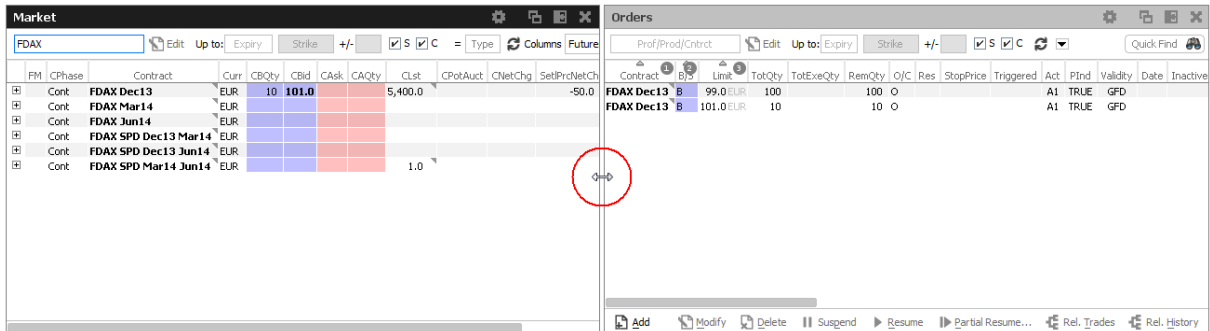 Market
FDAX Edit Up to: Expiry Strike +/- S C = Type Columns Future
FM CPhase Contract Curr CBQty CBid CAsk CAQty CLst CPotAuct CNetChg SetlPrcNetCh
Cont FDAX Dec13 EUR 10 101.0 5,400.0 -50.0
Cont FDAX Mar14 EUR
Cont FDAX Jun14 EUR
Cont FDAX SPD Dec13 Mar14 EUR
Cont FDAX SPD Dec13 Jun14 EUR
Cont FDAX SPD Mar14 Jun14 EUR 1.0
Orders
Prof/Prod/Cntrct Edit Up to: Expiry Strike +/- S C Quick Find
Contract 1 B/S 2 Limit 3 TotQty TotExeQty RemQty O/C Res StopPrice Triggered Act PInd Validity Date Inactive
FDAX Dec13 B 99.0 EUR 100 100 O A1 TRUE GFD
FDAX Dec13 B 101.0 EUR 10 10 O A1 TRUE GFD
Add Modify Delete Suspend Resume Partial Resume... Rel. Trades Rel. History